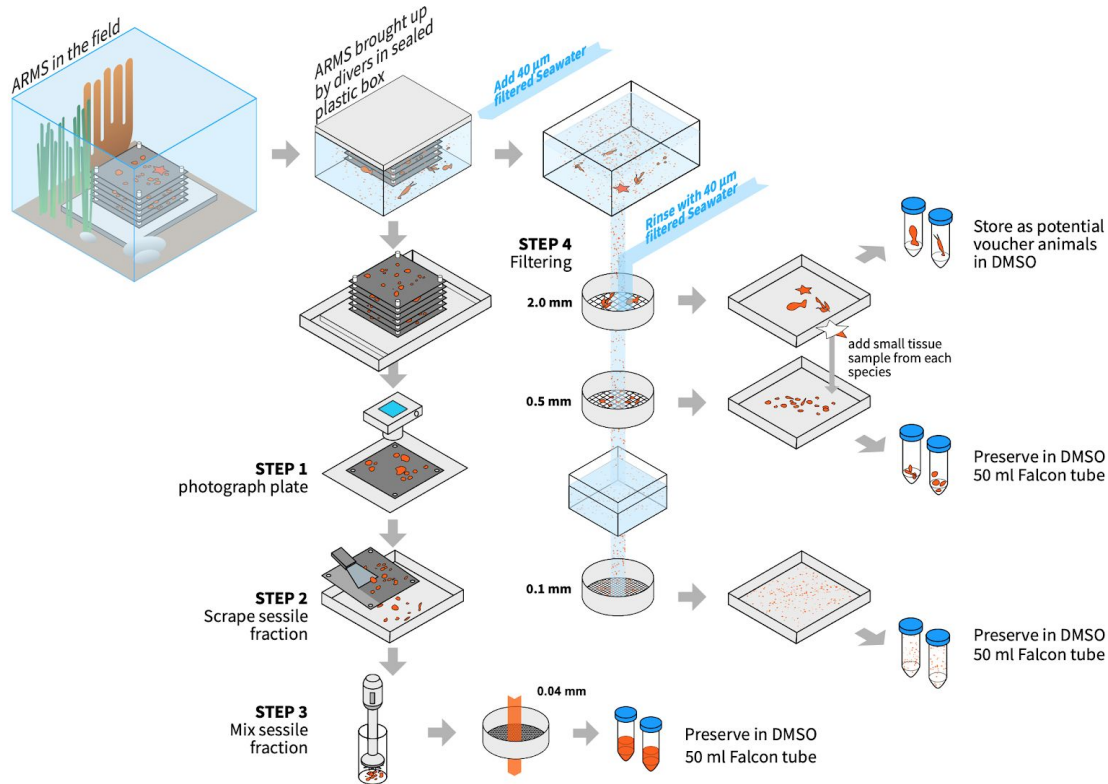 ARMS in the field
ARMS brought up
by divers in sealed
plastic box
Add 40 µm
filtered Seawater
Rinse with 40 µm
filtered Seawater
STEP 4
Filtering
2.0 mm
Store as potential
voucher animals
in DMSO
add small tissue
sample from each
species
0.5 mm
STEP 1
photograph plate
Preserve in DMSO
50 ml Falcon tube
0.1 mm
STEP 2
Scrape sessile
fraction
Preserve in DMSO
50 ml Falcon tube
STEP 3
Mix sessile
fraction
0.04 mm
Preserve in DMSO
50 ml Falcon tube